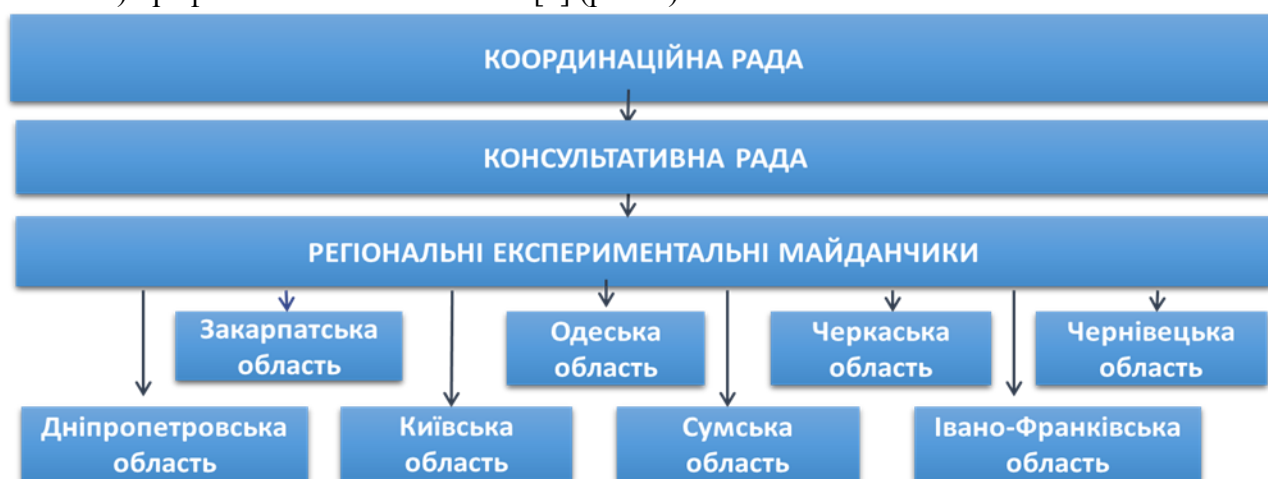 КООРДИНАЦІЙНА РАДА
КОНСУЛЬТАТИВНА РАДА
РЕГІОНАЛЬНІ ЕКСПЕРИМЕНТАЛЬНІ МАЙДАНЧИКИ
Закарпатська
область
Одеська
область
Черкаська
область
Чернівецька
область
Дніпропетровська
область
Київська
область
Сумська
область
Івано-Франківська
область